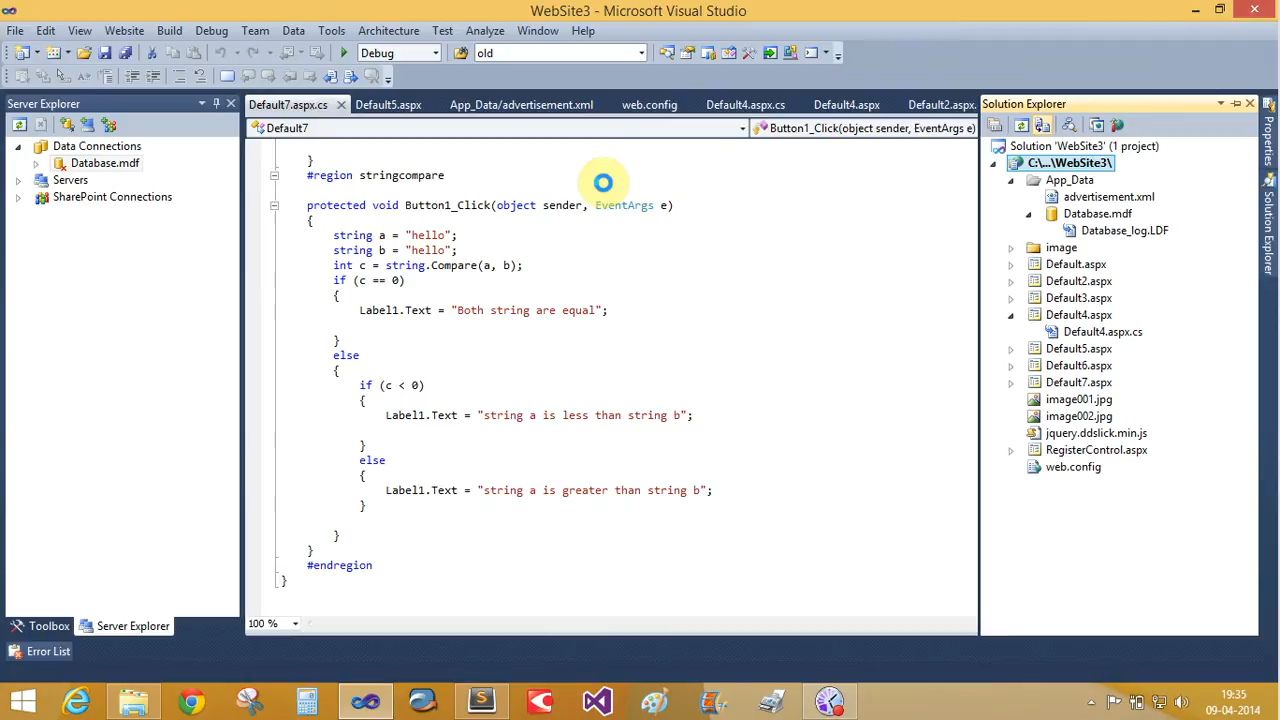 WebSite3 - Microsoft Visual Studio
File Edit View Website Build Debug Team Data Tools Architecture Test Analyze Window Help
Debug
old
Server Explorer
Data Connections
Database.mdf
Servers
SharePoint Connections
Toolbox
Server Explorer
Error List
Default7.aspx.cs
Default5.aspx
App_Data/advertisement.xml
web.config
Default4.aspx.cs
Default4.aspx
Default2.aspx.
Default7
Button1_Click(object sender, EventArgs e)
}
#region stringcompare
protected void Button1_Click(object sender, EventArgs e)
{
string a = "hello";
string b = "hello";
int c = string.Compare(a, b);
if (c == 0)
{
Label1.Text = "Both string are equal";
}
else
{
if (c < 0)
{
Label1.Text = "string a is less than string b";
}
else
{
Label1.Text = "string a is greater than string b";
}
}
}
#endregion
}
100 %
Solution Explorer
Solution 'WebSite3' (1 project)
C:\...\WebSite3\
App_Data
advertisement.xml
Database.mdf
Database_log.LDF
image
Default.aspx
Default2.aspx
Default3.aspx
Default4.aspx
Default4.aspx.cs
Default5.aspx
Default6.aspx
Default7.aspx
image001.jpg
image002.jpg
jquery.ddslick.min.js
RegisterControl.aspx
web.config
Properties
Solution Explorer
19:35
09-04-2014